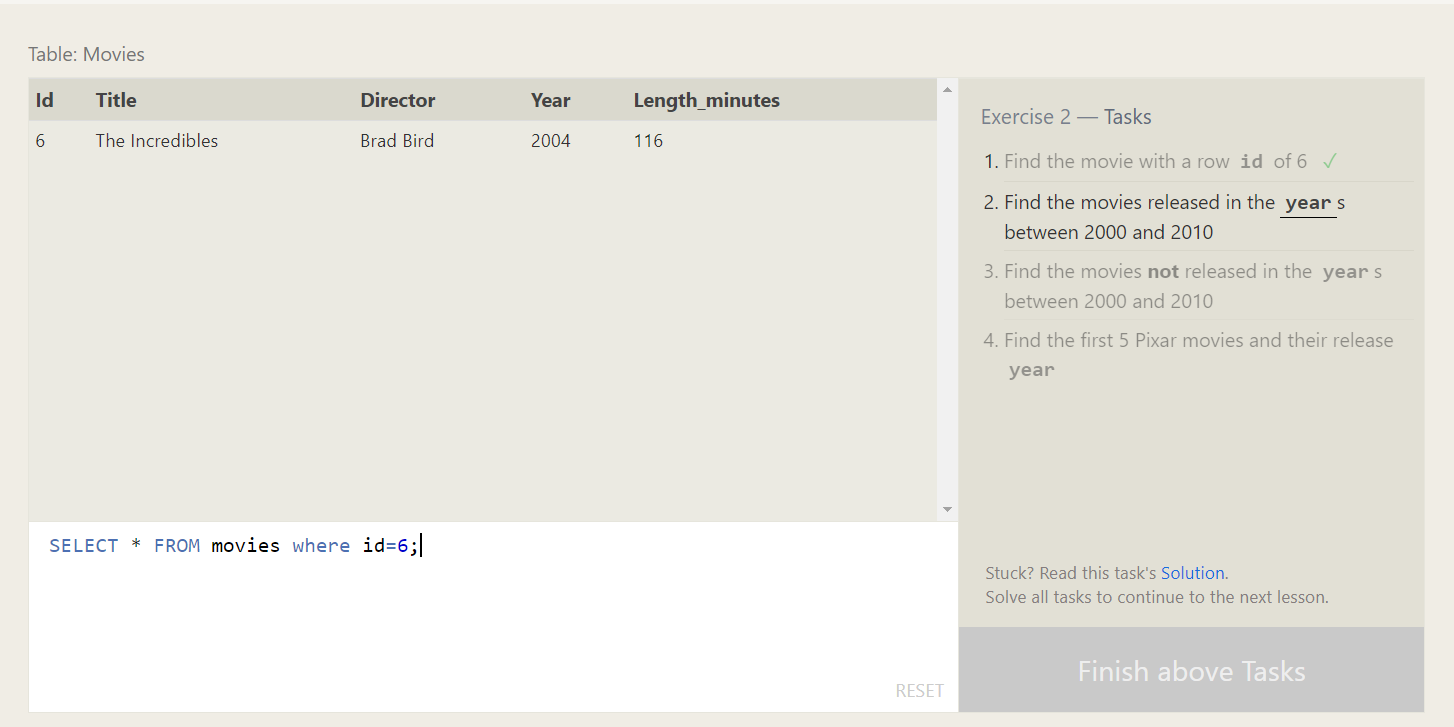 Table: Movies
Id Title Director Year Length_minutes
6 The Incredibles Brad Bird 2004 116
SELECT * FROM movies where id=6;
RESET
Exercise 2 — Tasks
1. Find the movie with a row id of 6 ✓
2. Find the movies released in the year s
between 2000 and 2010
3. Find the movies not released in the year s
between 2000 and 2010
4. Find the first 5 Pixar movies and their release
year
Stuck? Read this task's Solution.
Solve all tasks to continue to the next lesson.
Finish above Tasks